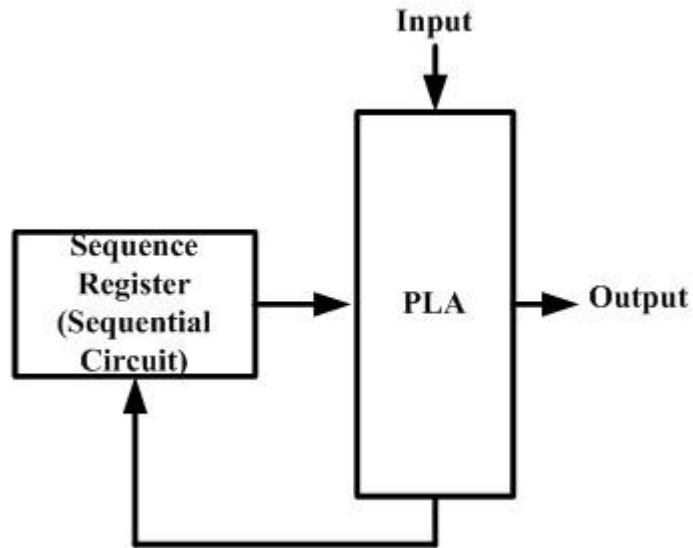 Input
Sequence
Register
(Sequential
Circuit)
PLA
Output